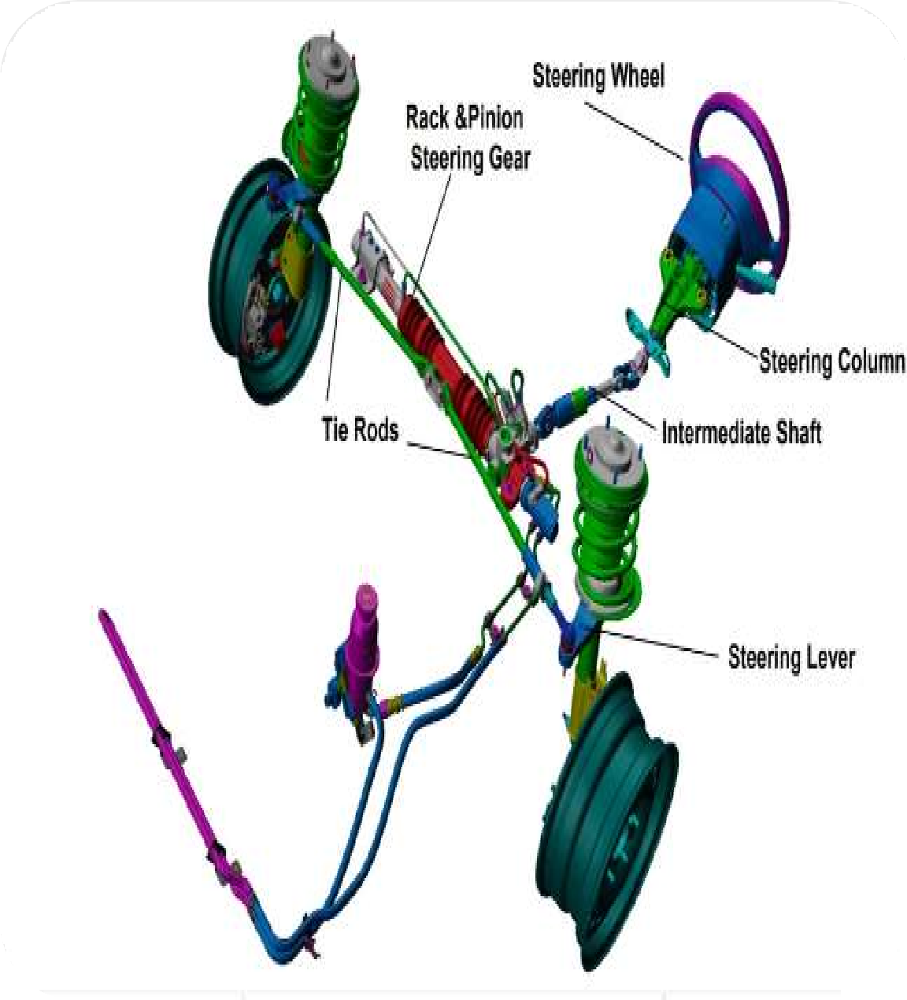 Steering Wheel
Rack &Pinion
Steering Gear
Steering Column
Tie Rods
Intermediate Shaft
Steering Lever